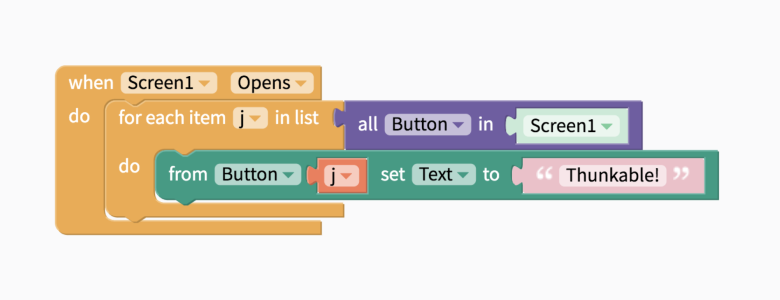 when Screen1 Opens
do for each item j in list all Button in Screen1
do from Button j set Text to “ Thunkable! ”